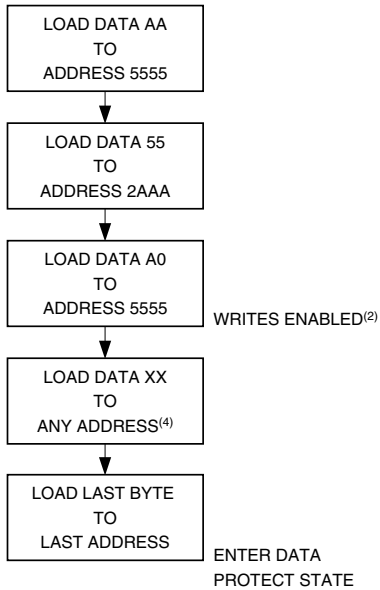 LOAD DATA AA
TO
ADDRESS 5555
LOAD DATA 55
TO
ADDRESS 2AAA
LOAD DATA A0
TO
ADDRESS 5555
WRITES ENABLED(2)
LOAD DATA XX
TO
ANY ADDRESS(4)
LOAD LAST BYTE
TO
LAST ADDRESS
ENTER DATA
PROTECT STATE